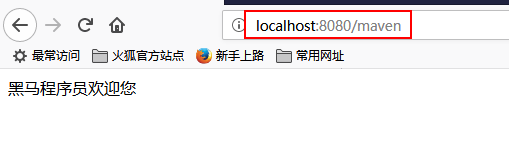 localhost:8080/maven
最常访问 火狐官方站点 新手上路 常用网址
黑马程序员欢迎您